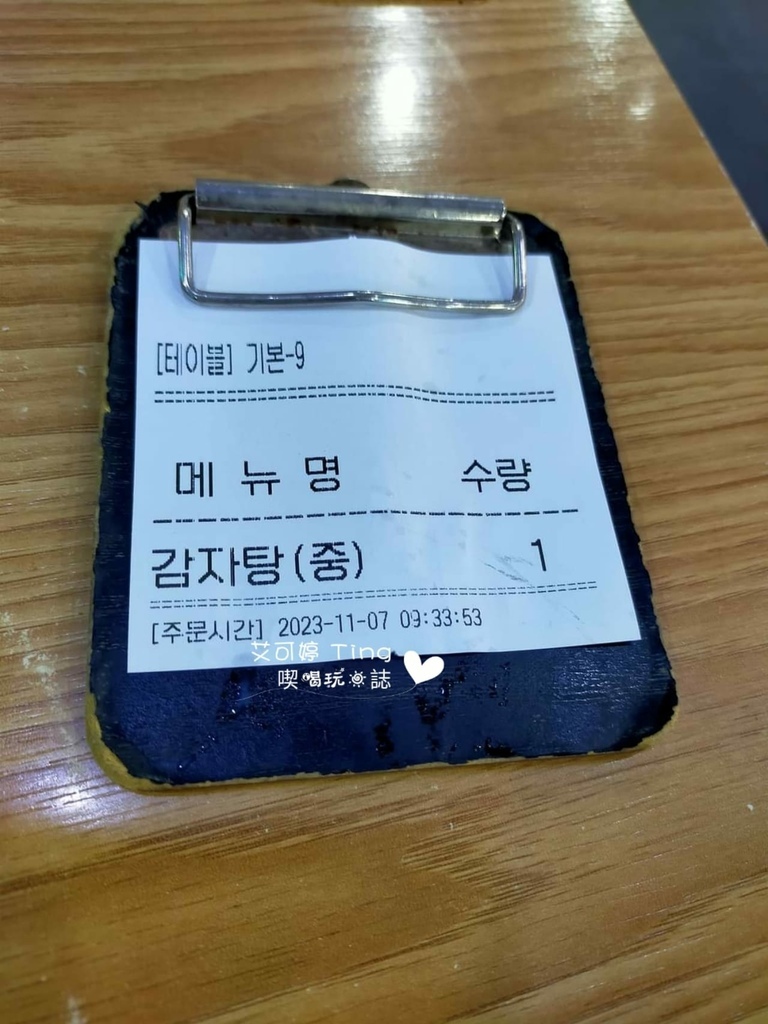 [테이블] 기본-9
메 뉴 명 수량
감자탕(중) 1
[주문시간] 2023-11-07 09:33:53
艾可婷 Ting
喫喝玩誌